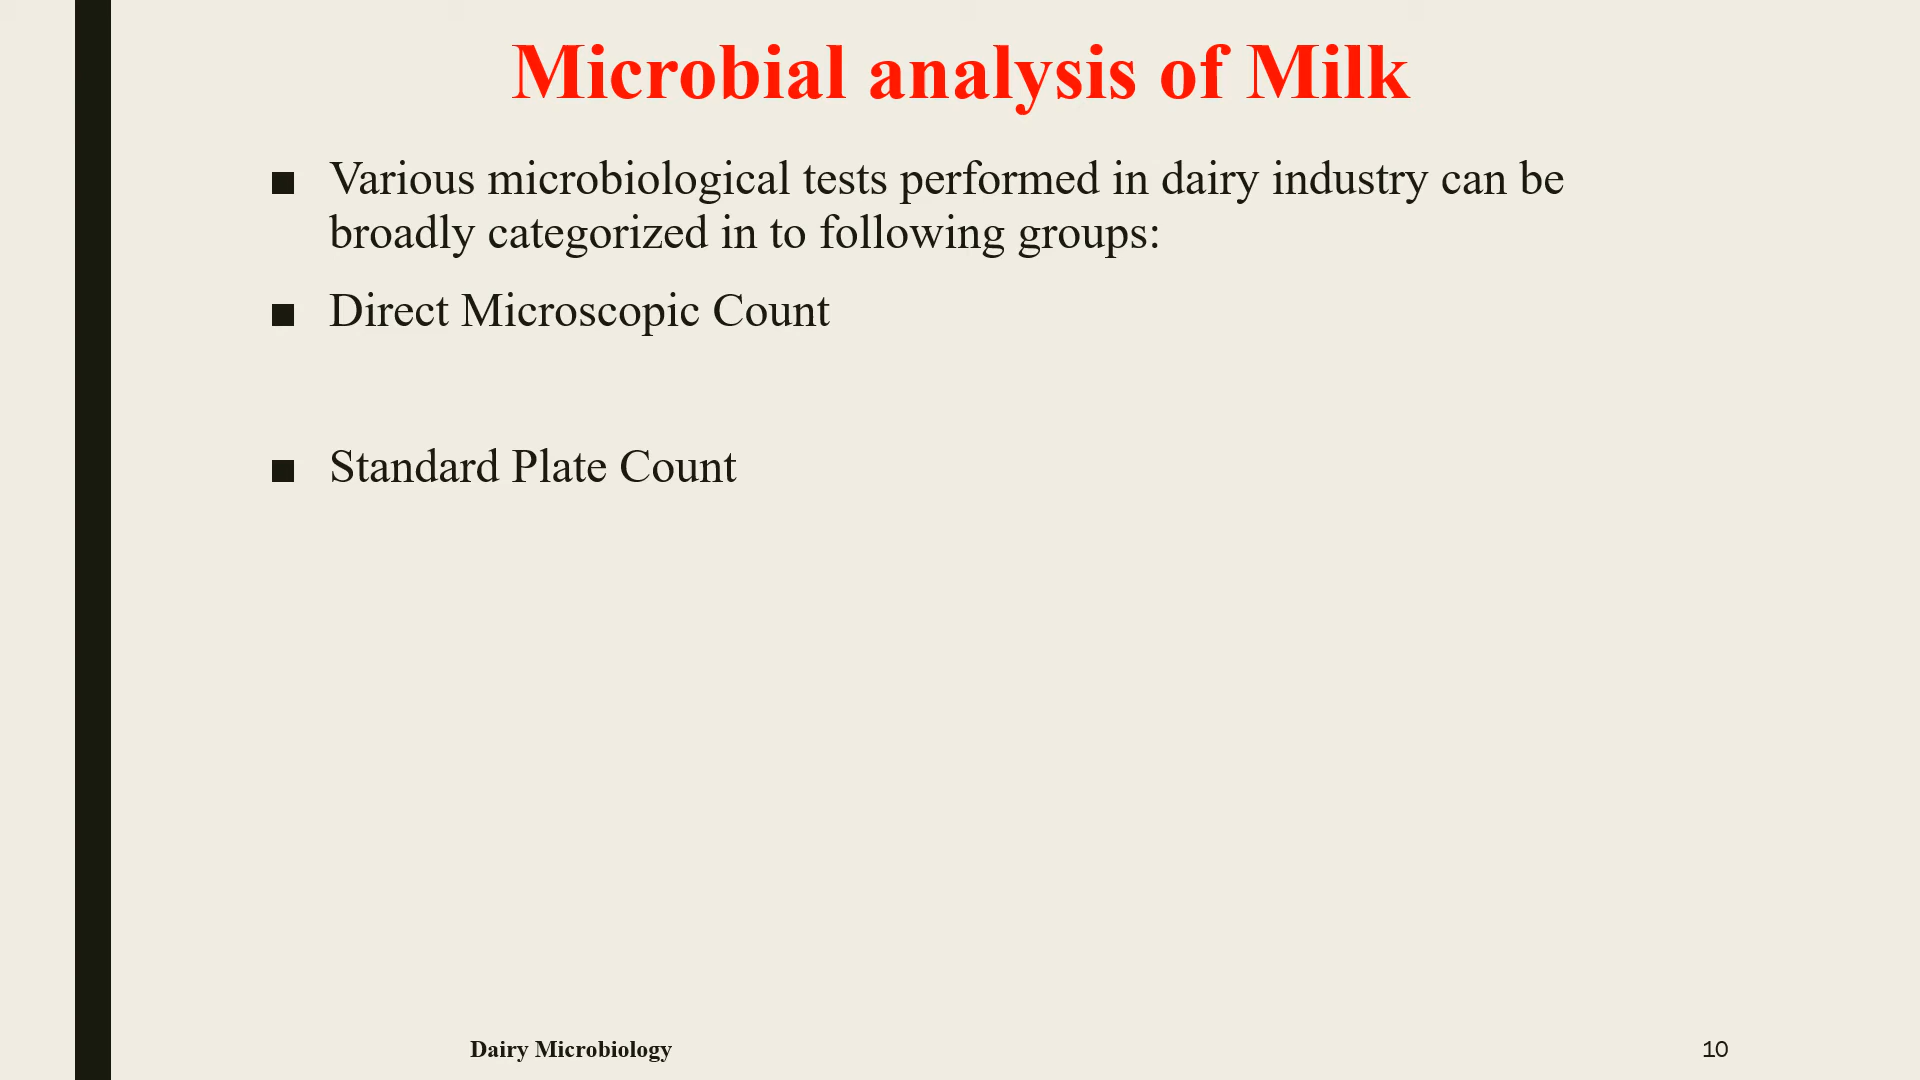 Microbial analysis of Milk
■ Various microbiological tests performed in dairy industry can be
broadly categorized in to following groups:
■ Direct Microscopic Count
■ Standard Plate Count
Dairy Microbiology
10